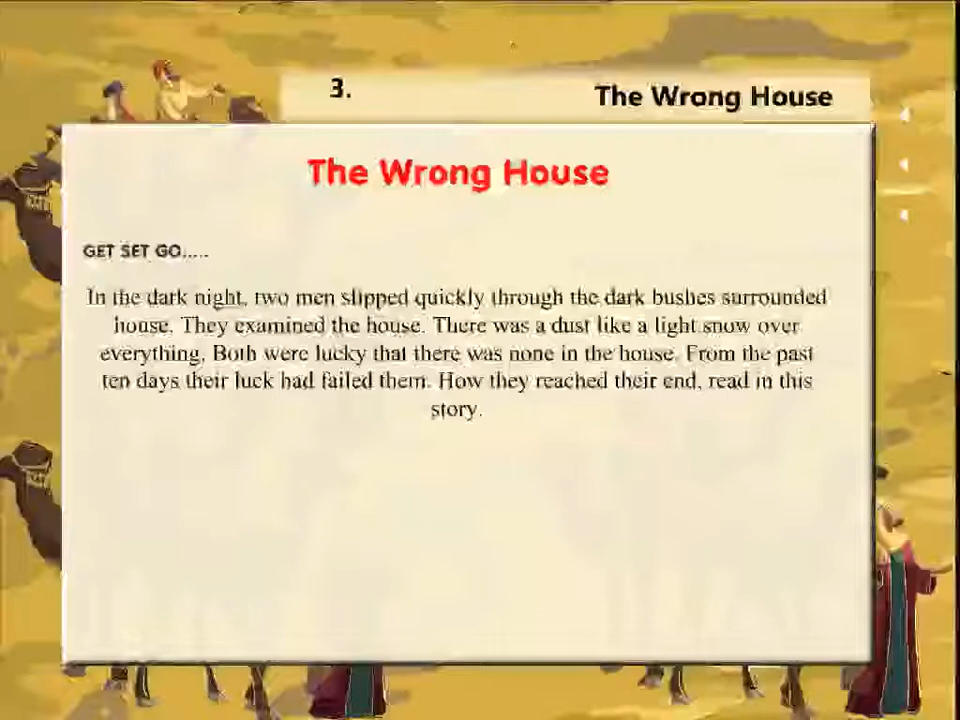 3.
The Wrong House
The Wrong House
GET SET GO.....
In the dark night, two men slipped quickly through the dark bushes surrounded
house. They examined the house. There was a dust like a light snow over
everything. Both were lucky that there was none in the house. From the past
ten days their luck had failed them. How they reached their end, read in this
story.